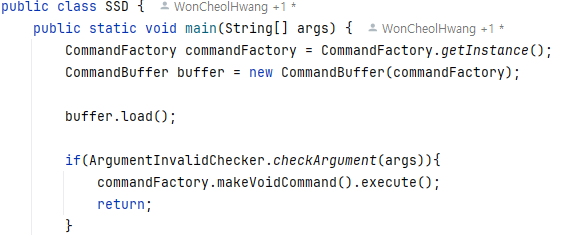 public class SSD { WonCheolHwang +1 *
    public static void main(String[] args) { WonCheolHwang +1 *
        CommandFactory commandFactory = CommandFactory.getInstance();
        CommandBuffer buffer = new CommandBuffer(commandFactory);
        buffer.load();
        if(ArgumentInvalidChecker.checkArgument(args)){
            commandFactory.makeVoidCommand().execute();
            return;
        }